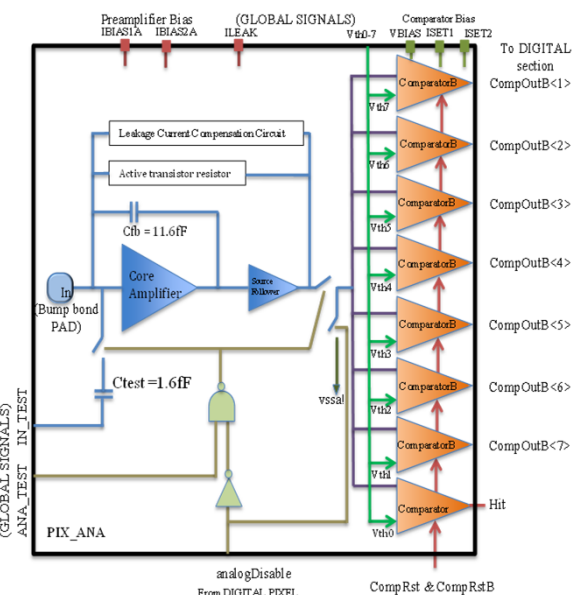 Preamplifier Bias
(GLOBAL SIGNALS)
Comparator Bias
IBIAS1A
IBIAS2A
ILEAK
Vth0-7
VBIAS
ISET1
ISET2
To DIGITAL
section
ComparatorB
CompOutB<1>
Vth7
ComparatorB
CompOutB<2>
Vth6
Leakage Current Compensation Circuit
Active transistor resistor
ComparatorB
CompOutB<3>
Vth5
Cfb = 11.6fF
ComparatorB
CompOutB<4>
Vth4
Core
Amplifier
Source
Follower
In
(Bump bond
PAD)
ComparatorB
CompOutB<5>
Vth3
Ctest =1.6fF
vssa!
ComparatorB
CompOutB<6>
Vth2
ComparatorB
CompOutB<7>
Vth1
(GLOBAL SIGNALS)
IN_TEST
ANA_TEST
Comparator
Hit
Vth0
PIX_ANA
analogDisable
From DIGITAL PIXEL
CompRst & CompRstB